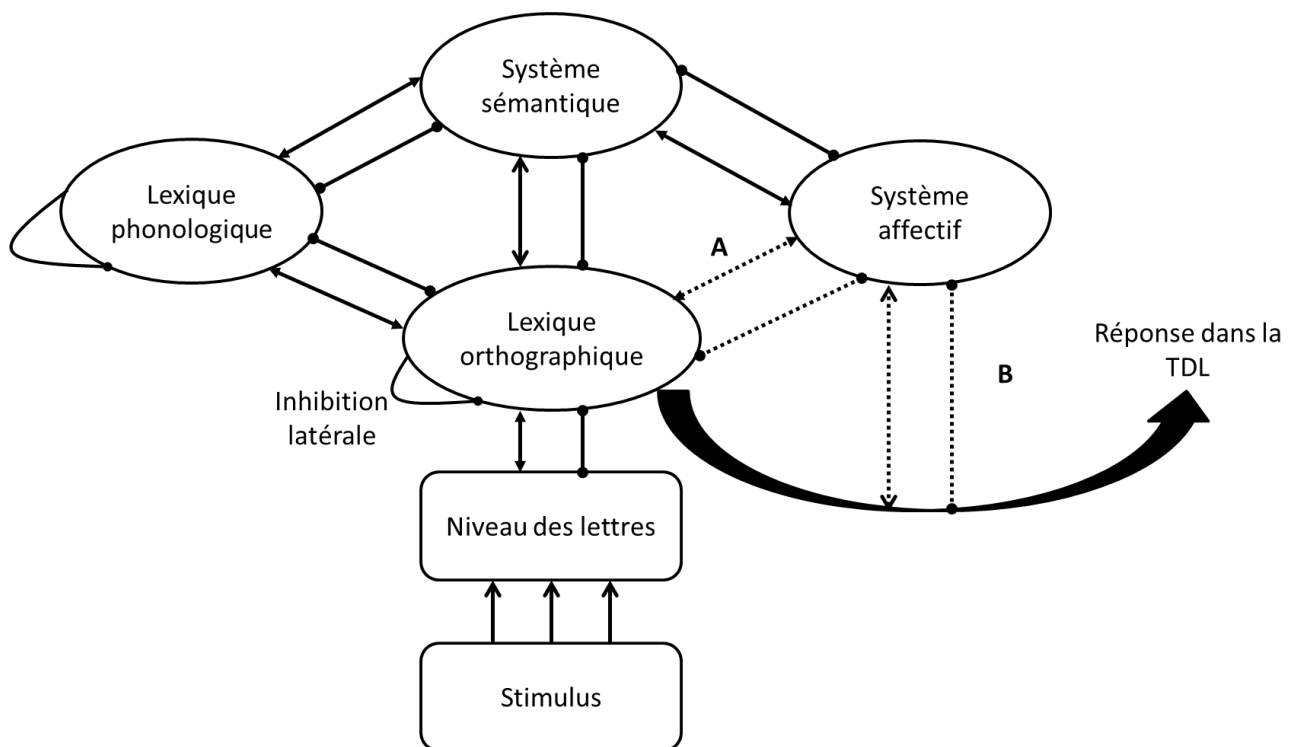 Système
sémantique
Lexique
phonologique
Système
affectif
A
Lexique
orthographique
Réponse dans la
TDL
B
Inhibition
latérale
Niveau des lettres
Stimulus